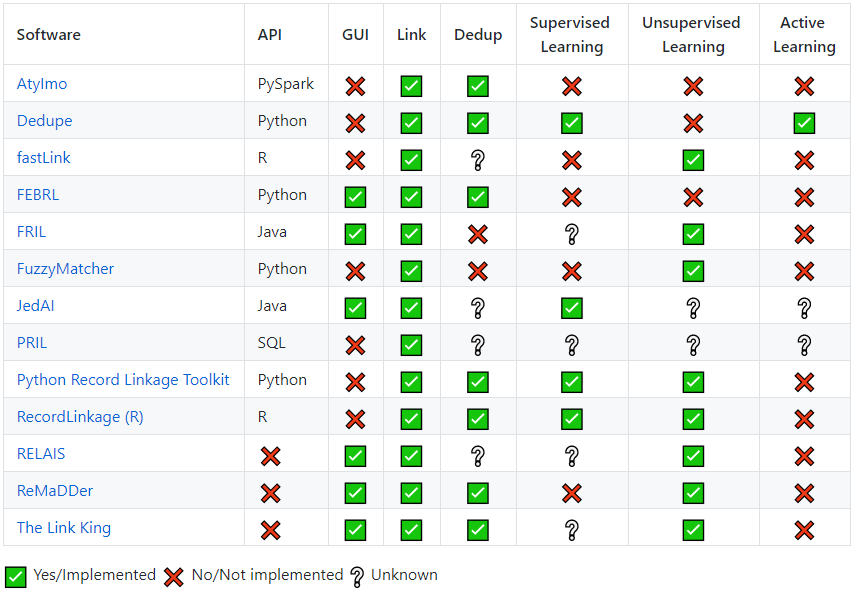 Software API GUI Link Dedup Supervised Learning Unsupervised Learning Active Learning
AtyImo PySpark ❌ ✅ ✅ ❌ ❌ ❌
Dedupe Python ❌ ✅ ✅ ✅ ❌ ✅
fastLink R ❌ ✅ ? ❌ ✅ ❌
FEBRL Python ✅ ✅ ✅ ❌ ❌ ❌
FRIL Java ✅ ✅ ❌ ? ✅ ❌
FuzzyMatcher Python ❌ ✅ ❌ ❌ ✅ ❌
JedAI Java ✅ ✅ ? ✅ ? ?
PRIL SQL ❌ ✅ ? ? ? ?
Python Record Linkage Toolkit Python ❌ ✅ ✅ ✅ ✅ ❌
RecordLinkage (R) R ❌ ✅ ✅ ✅ ✅ ❌
RELAIS ❌ ✅ ✅ ? ? ✅ ❌
ReMaDDer ❌ ✅ ✅ ✅ ❌ ✅ ❌
The Link King ❌ ✅ ✅ ✅ ? ✅ ❌
✅ Yes/Implemented ❌ No/Not implemented ? Unknown